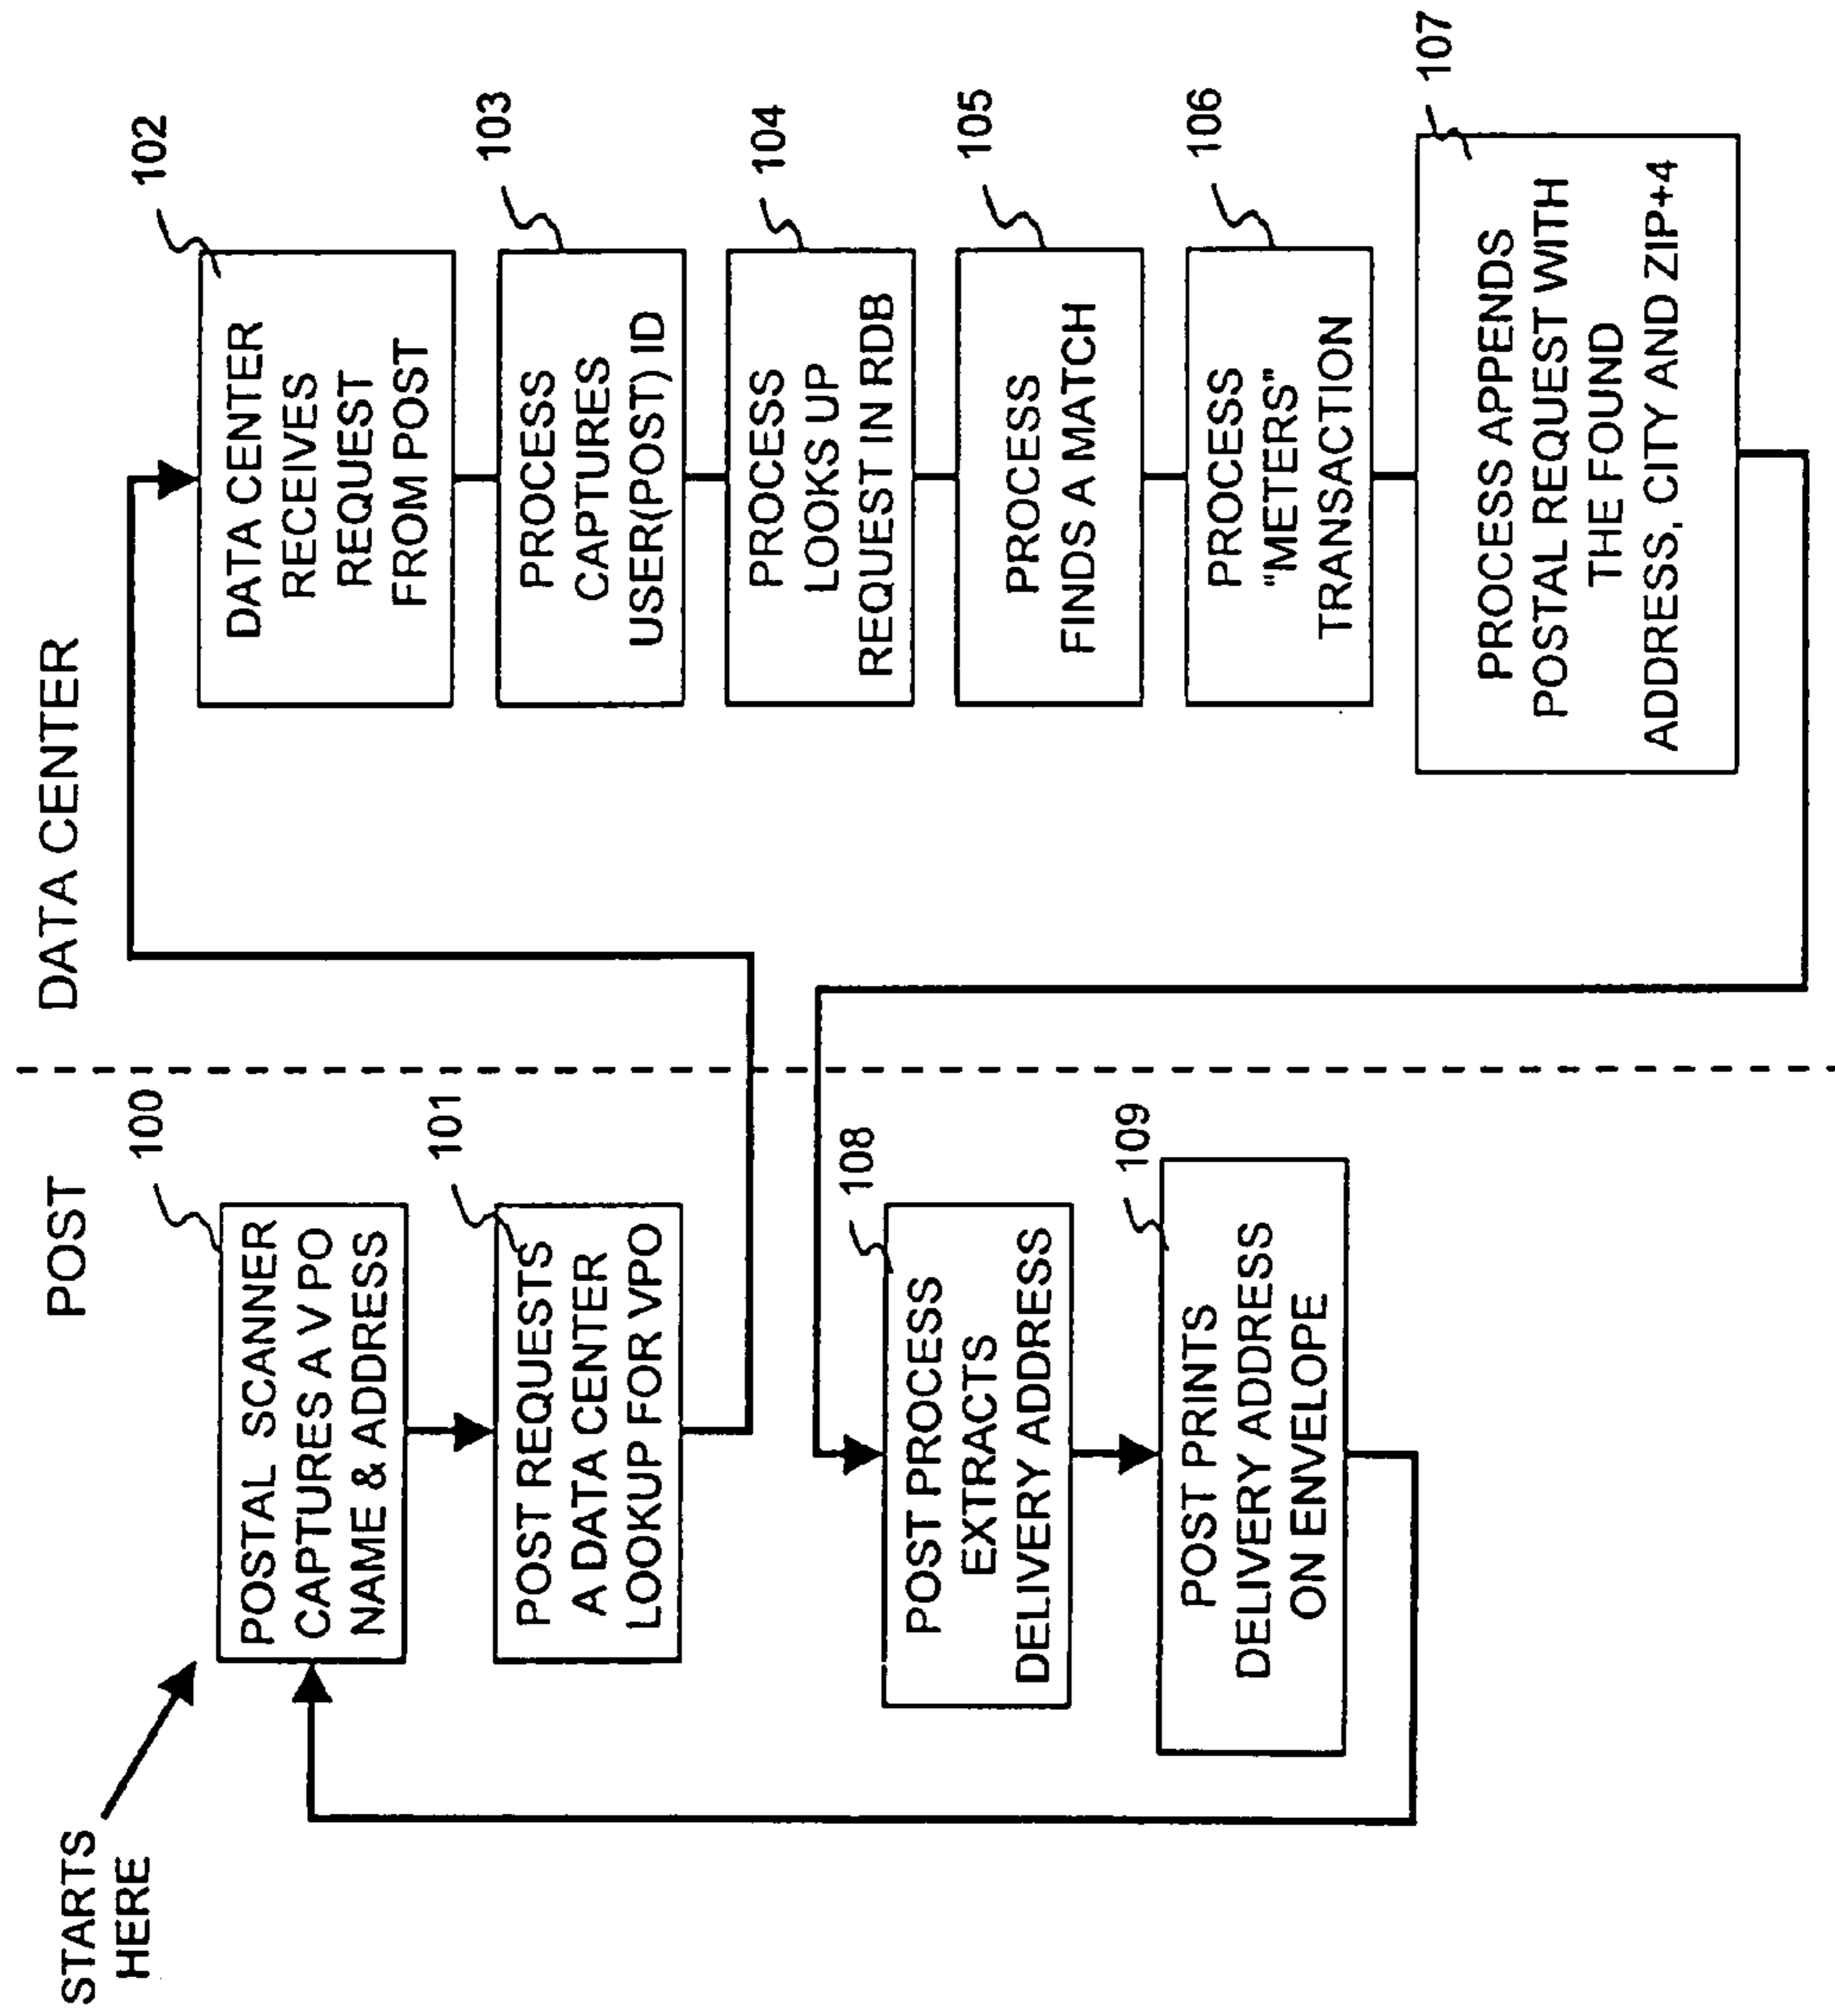 STARTS
HERE
POST
100
POSTAL SCANNER
CAPTURES A VPO
NAME & ADDRESS
101
POST REQUESTS
A DATA CENTER
LOOKUP FOR VPO
108
POST PROCESS
EXTRACTS
DELIVERY ADDRESS
109
POST PRINTS
DELIVERY ADDRESS
ON ENVELOPE
DATA CENTER
102
DATA CENTER
RECEIVES
REQUEST
FROM POST
103
PROCESS
CAPTURES
USER(POST) ID
104
PROCESS
LOOKS UP
REQUEST IN RDB
105
PROCESS
FINDS A MATCH
106
PROCESS
"METERS"
TRANSACTION
107
PROCESS APPENDS
POSTAL REQUEST WITH
THE FOUND
ADDRESS, CITY AND ZIP+4